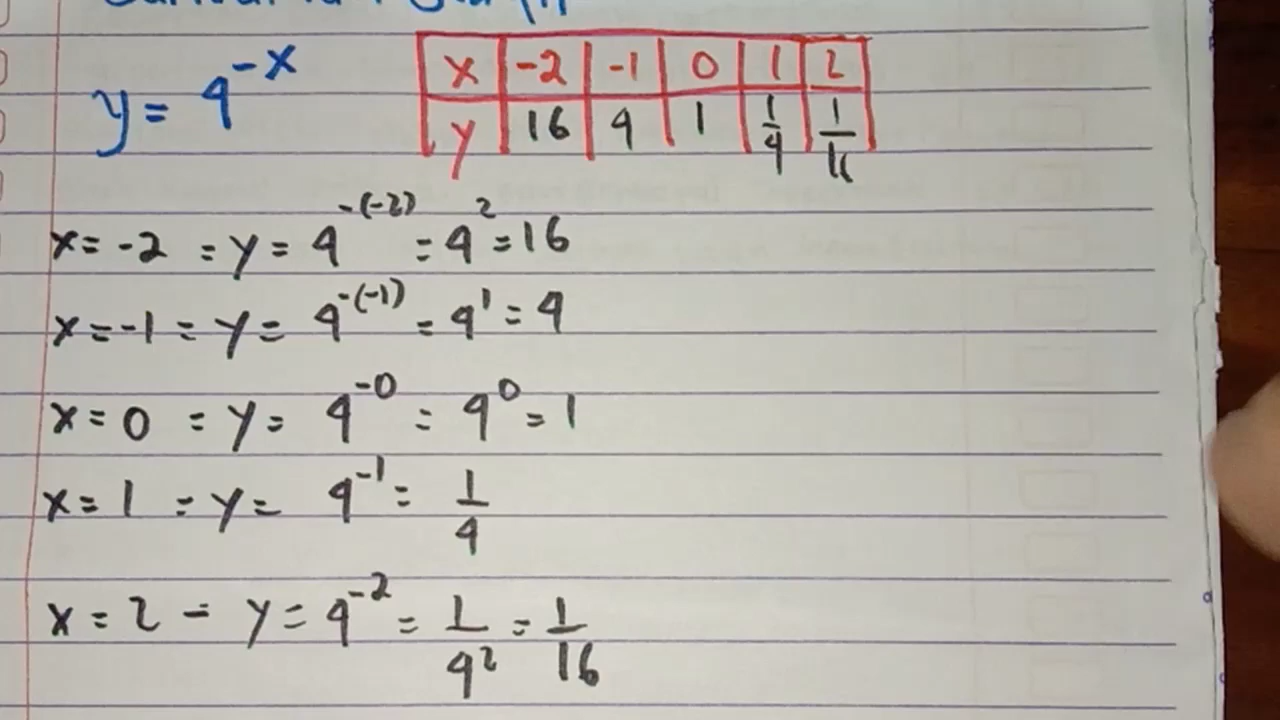 y = 4^{-x}
x -2 -1 0 1 2
y 16 4 1 1/4 1/16
x = -2 = y = 4^{-(-2)} = 4^2 = 16
x = -1 = y = 4^{-(-1)} = 4^1 = 4
x = 0 = y = 4^{-0} = 4^0 = 1
x = 1 = y = 4^{-1} = 1/4
x = 2 - y = 4^{-2} = 1/4^2 = 1/16